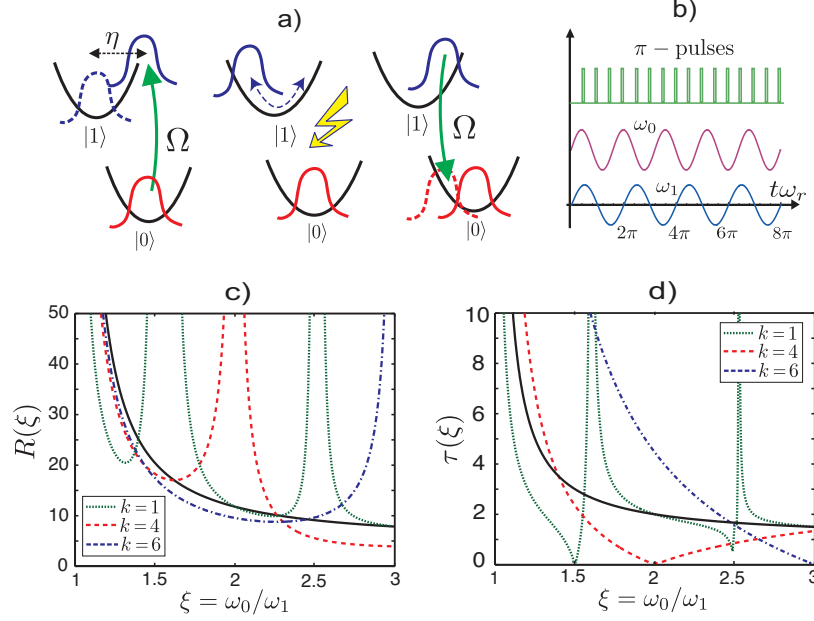 a)
η
|1⟩
Ω
|0⟩
|1⟩
|0⟩
|1⟩
Ω
|0⟩
b)
π − pulses
ω₀
ω₁
tωᵣ
2π 4π 6π 8π
c)
R(ξ)
50
40
30
20
10
0
k = 1
k = 4
k = 6
1 1.5 2 2.5 3
ξ = ω₀/ω₁
d)
τ(ξ)
10
8
6
4
2
0
k = 1
k = 4
k = 6
1 1.5 2 2.5 3
ξ = ω₀/ω₁